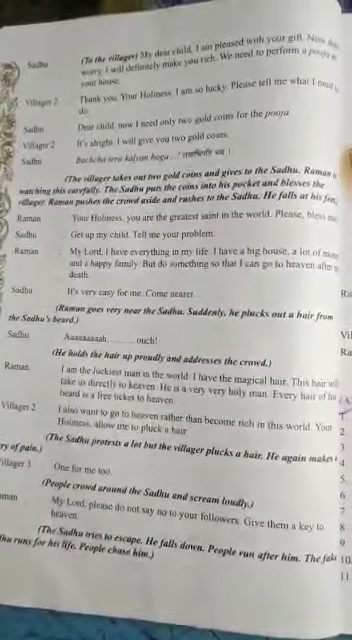 Sadhu (To the villager) My dear child, I am pleased with your gift. Now
worry. I will definitely make you rich. We need to perform a pooja
your house.
Villager 2 Thank you, Your Holiness. I am so lucky. Please tell me what I need
do.
Sadhu Dear child, now I need only two gold coins for the pooja.
Villager 2 It's alright. I will give you two gold coins.
Sadhu Bachcha tera kalyan hoga...!
(The villager takes out two gold coins and gives to the Sadhu. Raman
watching this carefully. The Sadhu puts the coins into his pocket and blesses the
villager. Raman pushes the crowd aside and rushes to the Sadhu. He falls at his feet.
Raman Your Holiness, you are the greatest saint in the world. Please, bless me
Sadhu Get up my child. Tell me your problem.
Raman My Lord, I have everything in my life. I have a big house, a lot of
and a happy family. But do something so that I can go to heaven after
death.
Sadhu It's very easy for me. Come nearer...
(Raman goes very near the Sadhu. Suddenly, he plucks out a hair from
the Sadhu's beard.)
Sadhu Aaaaaaaah..........ouch!
(He holds the hair up proudly and addresses the crowd.)
Raman I am the luckiest man in the world. I have the magical hair. This hair will
take us directly to heaven. He is a very very holy man. Every hair of his
beard is a free ticket to heaven.
Villager 2 I also want to go to heaven rather than become rich in this world. Your
Holiness, allow me to pluck a hair.
(The Sadhu protests a lot but the villager plucks a hair. He again makes
ry of pain.)
illager 3 One for me too.
(People crowd around the Sadhu and scream loudly.)
aman My Lord, please do not say no to your followers. Give them a key to
heaven.
(The Sadhu tries to escape. He falls down. People run after him. The fake
dhu runs for his life. People chase him.)
Ra
Vil
Ra
2
3
4
5
6
7
8
9
10
11